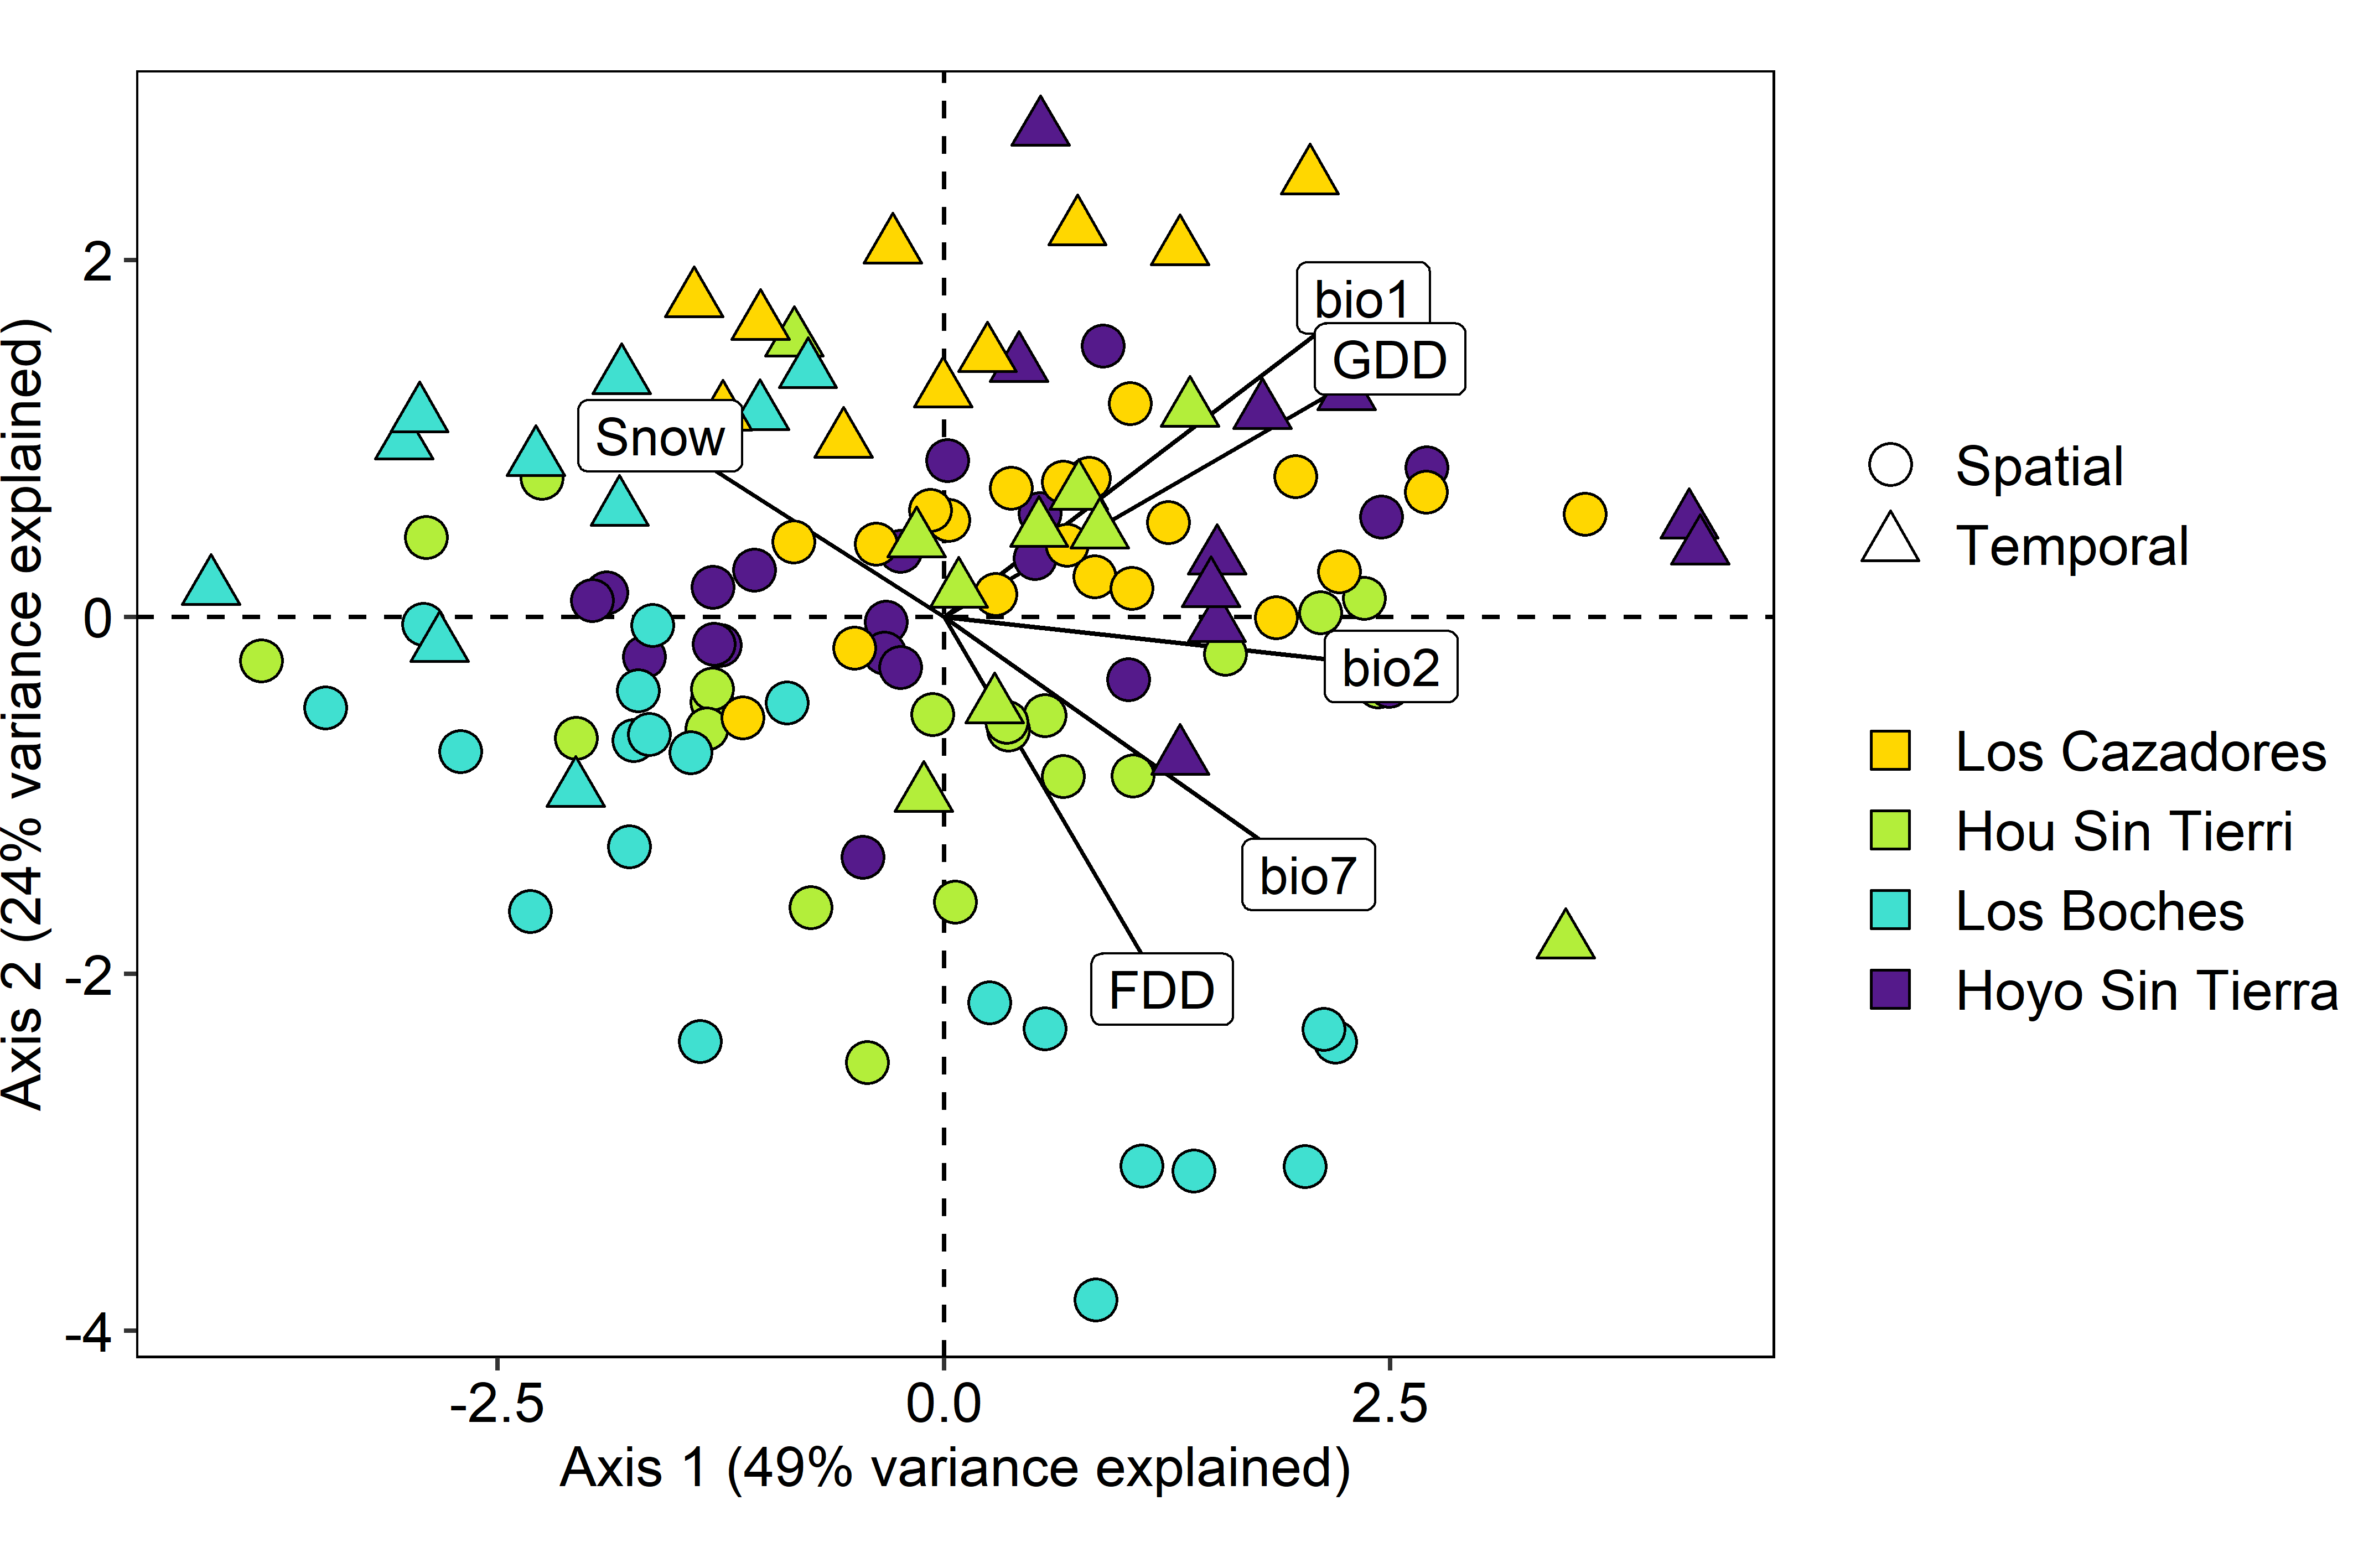 Axis 2 (24% variance explained)
2
0
-2
-4
bio1
GDD
Snow
bio2
bio7
FDD
-2.5
0.0
2.5
Axis 1 (49% variance explained)
Spatial
Temporal
Los Cazadores
Hou Sin Tierri
Los Boches
Hoyo Sin Tierra